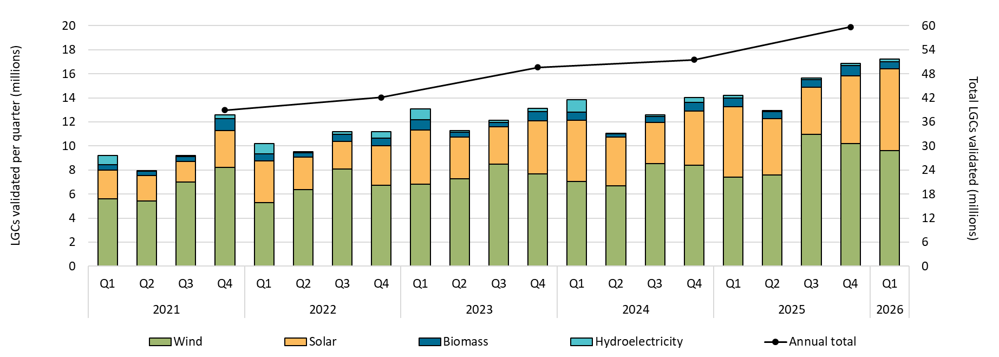 20 60
18 54
16 48
14 42
12 36
10 30
8 24
6 18
4 12
2 6
0 0
LGCs validated per quarter (millions)
Total LGCs validated (millions)
Q1 Q2 Q3 Q4 Q1 Q2 Q3 Q4 Q1 Q2 Q3 Q4 Q1 Q2 Q3 Q4 Q1 Q2 Q3 Q4 Q1
2021 2022 2023 2024 2025 2026
Wind Solar Biomass Hydroelectricity Annual total